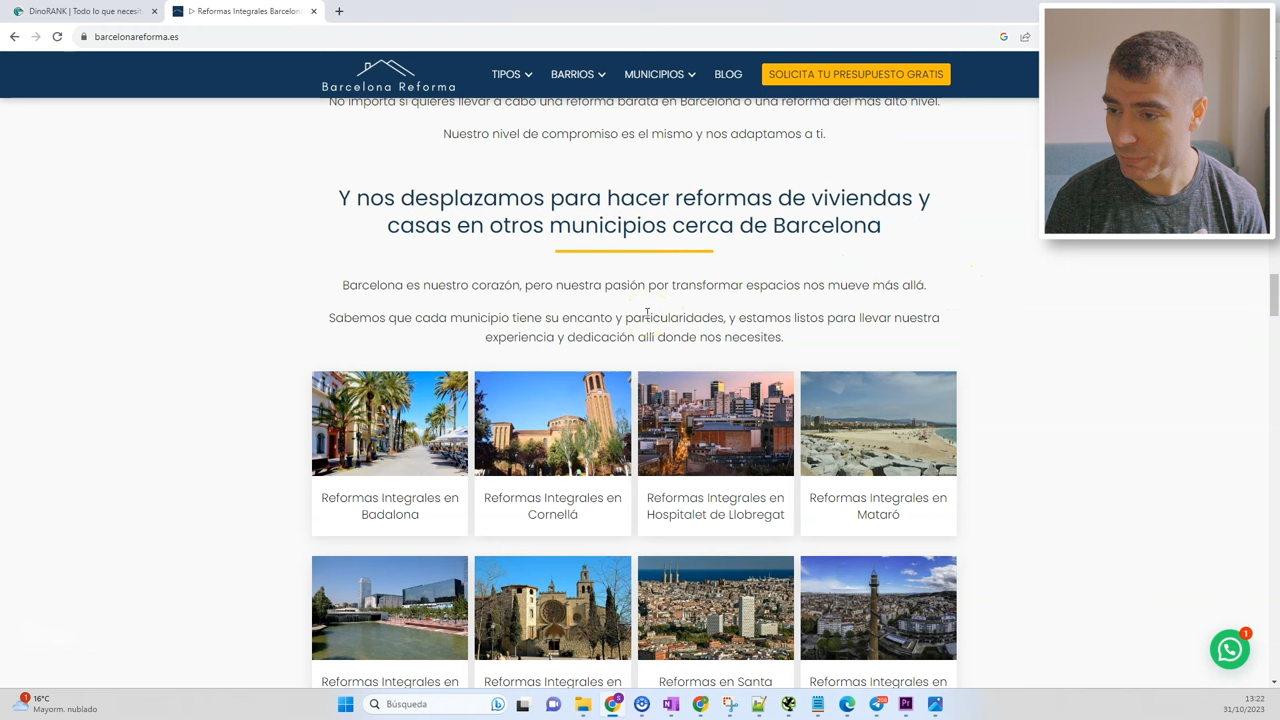 DinoRANK | Todo lo que necesit
▷ Reformas Integrales Barcelon
barcelonareforma.es
Barcelona Reforma
TIPOS
BARRIOS
MUNICIPIOS
BLOG
SOLICITA TU PRESUPUESTO GRATIS
No importa si quieres llevar a cabo una reforma barata en Barcelona o una reforma del más alto nivel.
Nuestro nivel de compromiso es el mismo y nos adaptamos a ti.
Y nos desplazamos para hacer reformas de viviendas y
casas en otros municipios cerca de Barcelona
Barcelona es nuestro corazón, pero nuestra pasión por transformar espacios nos mueve más allá.
Sabemos que cada municipio tiene su encanto y particularidades, y estamos listos para llevar nuestra
experiencia y dedicación allí donde nos necesites.
Reformas Integrales en
Badalona
Reformas Integrales en
Cornellá
Reformas Integrales en
Hospitalet de Llobregat
Reformas Integrales en
Mataró
Reformas Integrales en
Reformas Integrales en
Reformas en Santa
Reformas Integrales en
1
1
16°C
Mayorm. nublado
Búsqueda
13:22
31/10/2023